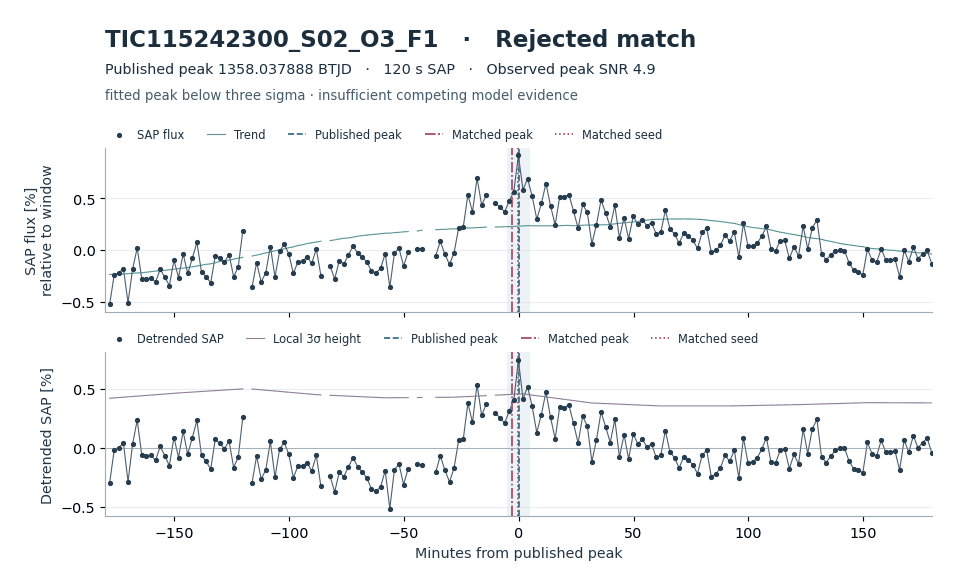 TIC115242300_S02_O3_F1 · Rejected match
Published peak 1358.037888 BTJD · 120 s SAP · Observed peak SNR 4.9
fitted peak below three sigma · insufficient competing model evidence
SAP flux Trend Published peak Matched peak Matched seed
SAP flux [%]
relative to window
0.5
0.0
−0.5
Detrended SAP Local 3σ height Published peak Matched peak Matched seed
Detrended SAP [%]
0.5
0.0
−0.5
−150 −100 −50 0 50 100 150
Minutes from published peak